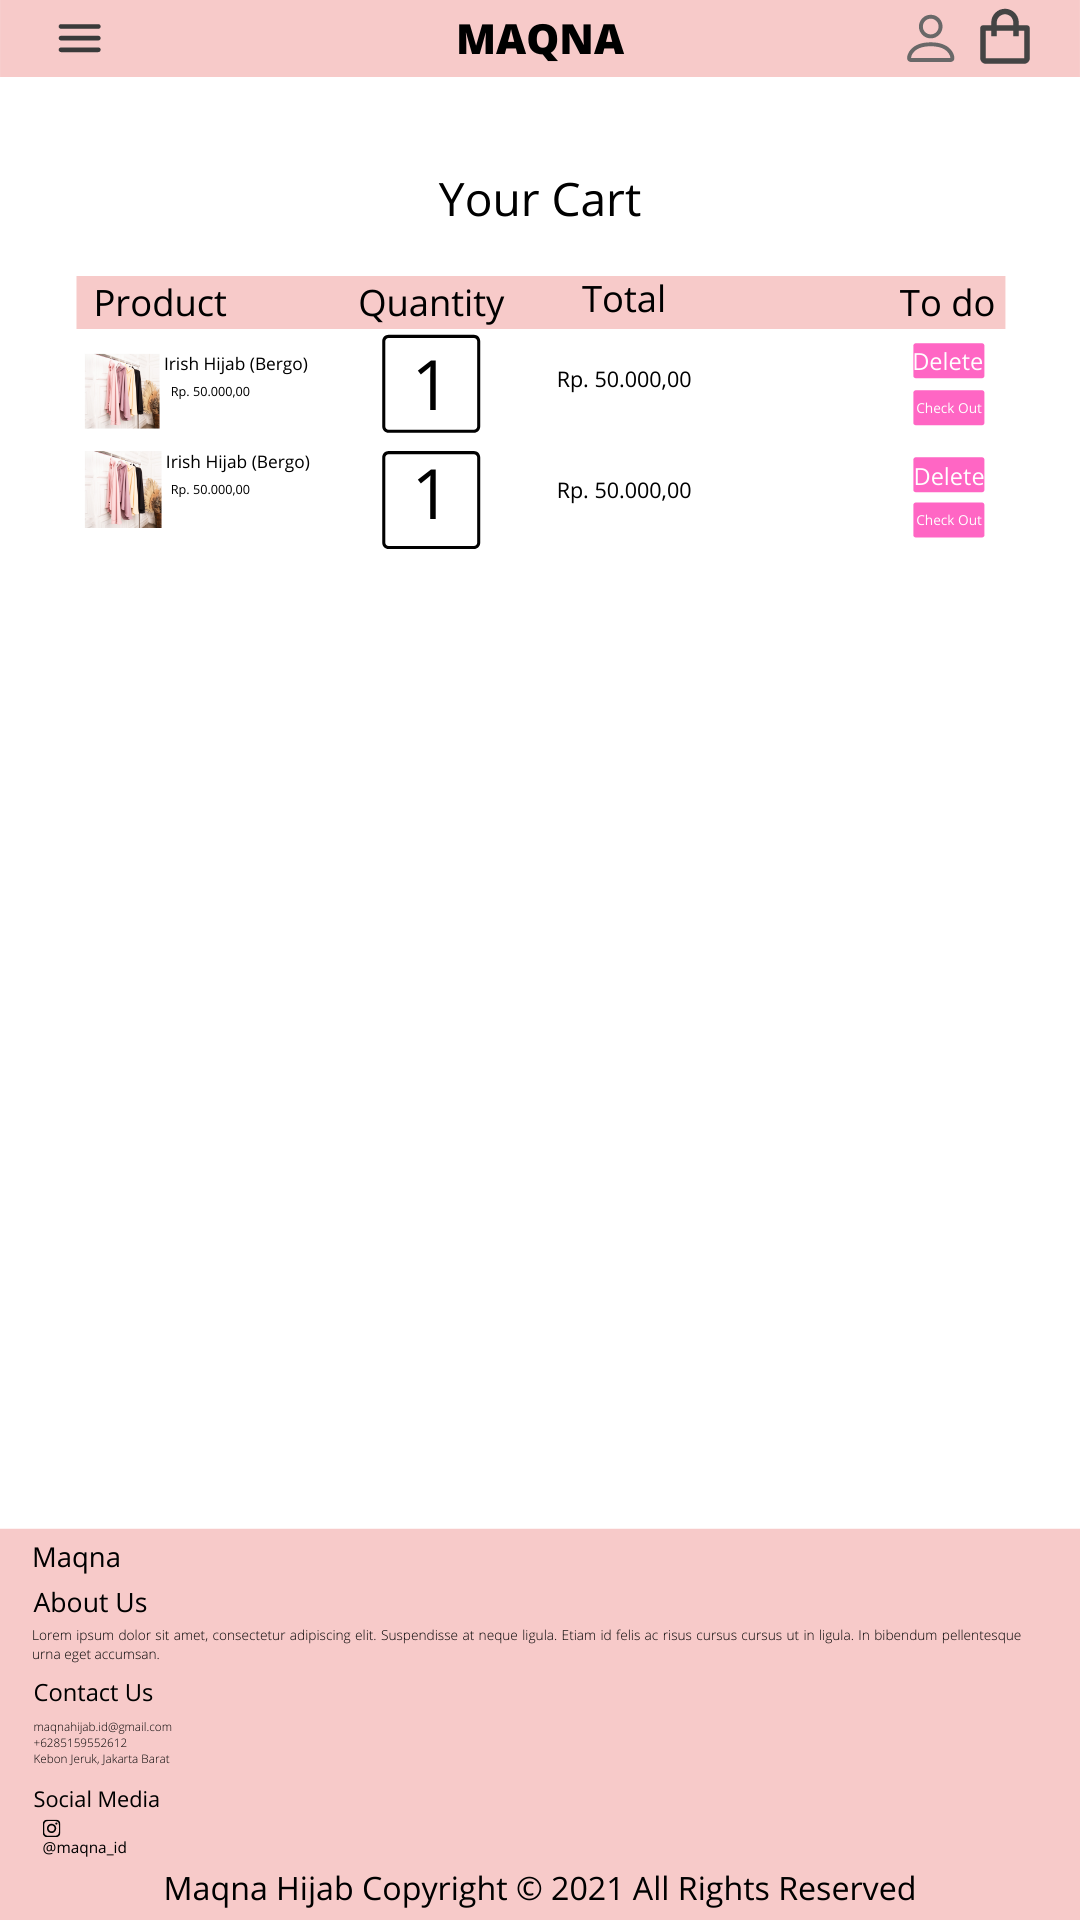 MAQNA
Your Cart
Product Quantity Total To do
Irish Hijab (Bergo)
Rp. 50.000,00
1
Rp. 50.000,00
Delete
Check Out
Irish Hijab (Bergo)
Rp. 50.000,00
1
Rp. 50.000,00
Delete
Check Out
Maqna
About Us
Lorem ipsum dolor sit amet, consectetur adipiscing elit. Suspendisse at neque ligula. Etiam id felis ac risus cursus cursus ut in ligula. In bibendum pellentesque
urna eget accumsan.
Contact Us
maqnahijab.id@gmail.com
+6285159552612
Kebon Jeruk, Jakarta Barat
Social Media
@maqna_id
Maqna Hijab Copyright © 2021 All Rights Reserved